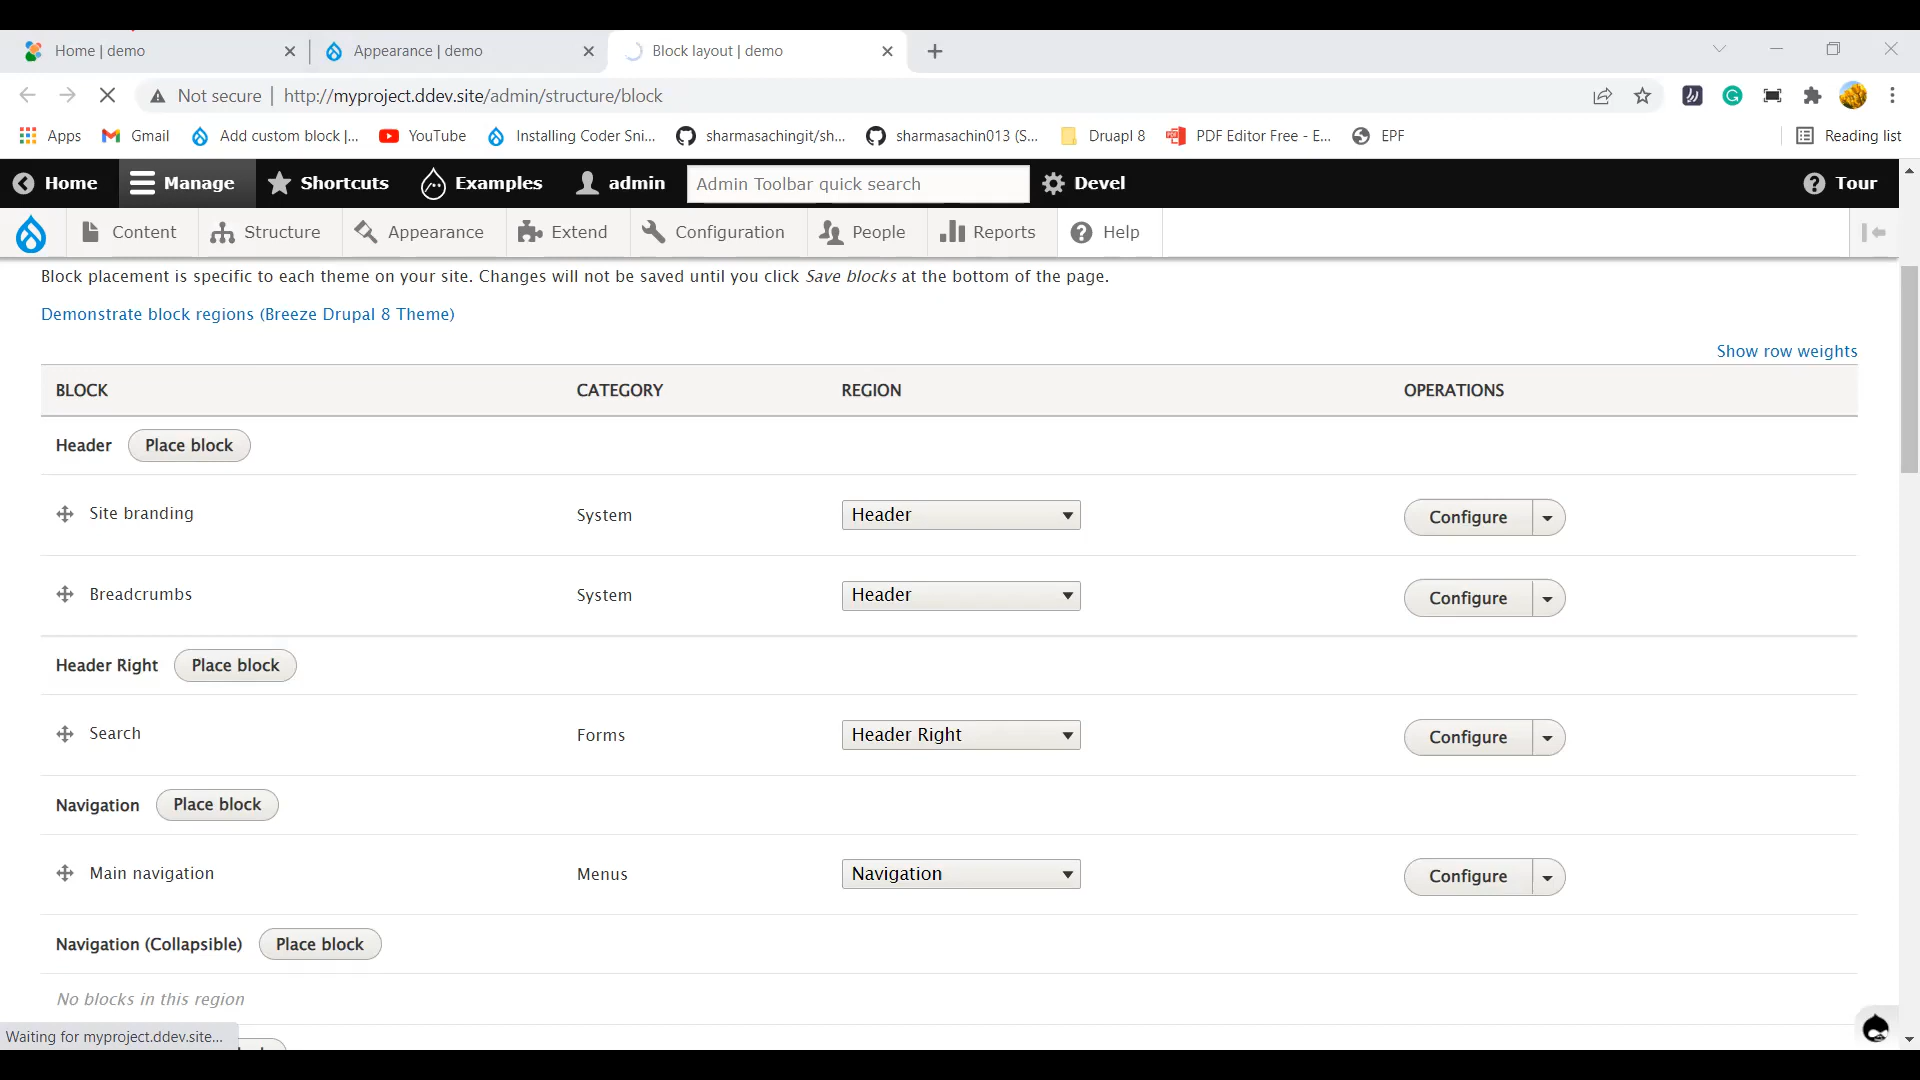 Home | demo
Appearance | demo
Block layout | demo
Not secure | http://myproject.ddev.site/admin/structure/block
Apps
Gmail
Add custom block |...
YouTube
Installing Coder Sni...
sharmasachingit/sh...
sharmasachin013 (S...
Druapl 8
PDF Editor Free - E...
EPF
Reading list
Home
Manage
Shortcuts
Examples
admin
Admin Toolbar quick search
Devel
Tour
Content
Structure
Appearance
Extend
Configuration
People
Reports
Help
Block placement is specific to each theme on your site. Changes will not be saved until you click Save blocks at the bottom of the page.
Demonstrate block regions (Breeze Drupal 8 Theme)
Show row weights
BLOCK CATEGORY REGION OPERATIONS
Header Place block
Site branding System Header Configure
Breadcrumbs System Header Configure
Header Right Place block
Search Forms Header Right Configure
Navigation Place block
Main navigation Menus Navigation Configure
Navigation (Collapsible) Place block
No blocks in this region
Waiting for myproject.ddev.site...